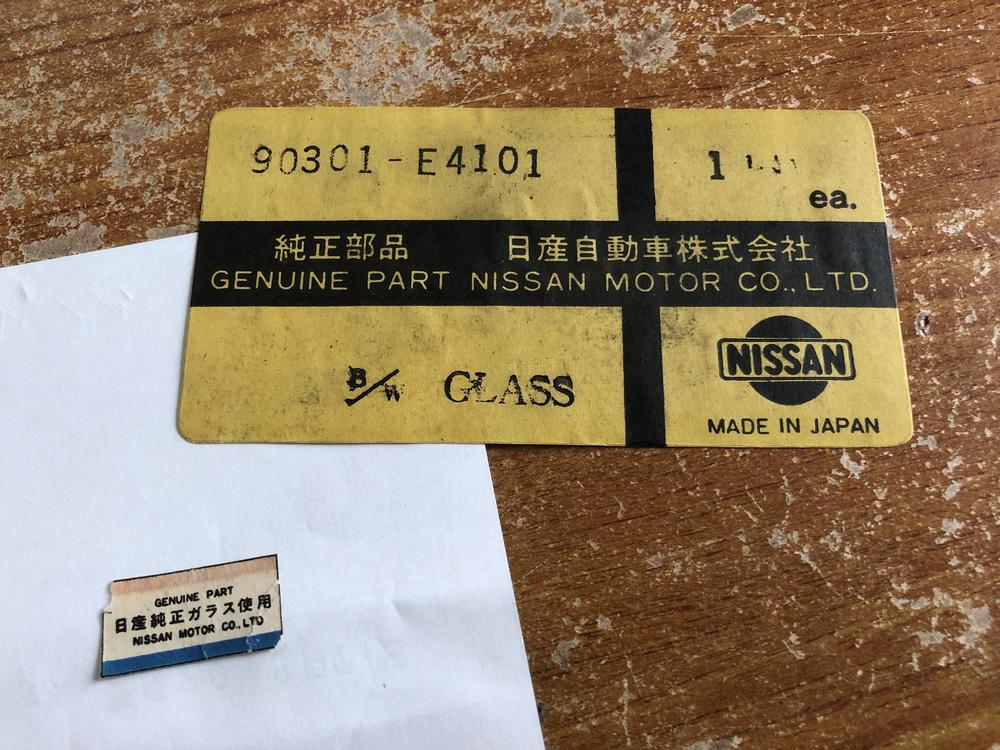 90301-E4101
1
ea.
純正部品 日産自動車株式会社
GENUINE PART NISSAN MOTOR CO., LTD.
B/W GLASS
NISSAN
MADE IN JAPAN
GENUINE PART
日産純正ガラス使用
NISSAN MOTOR CO., LTD